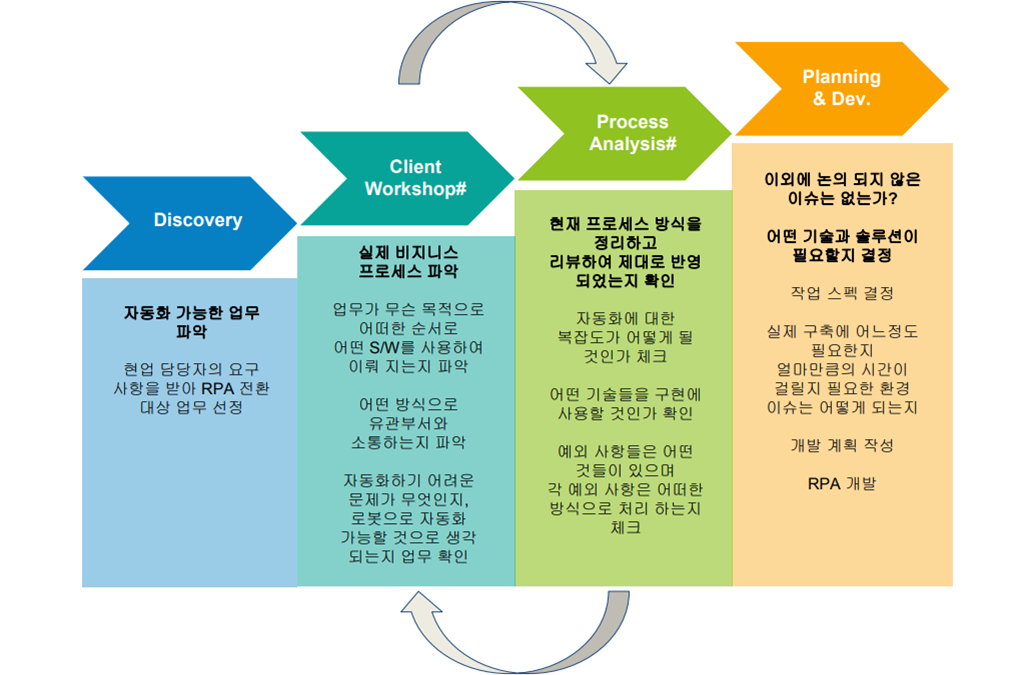 Discovery
자동화 가능한 업무
파악
현업 담당자의 요구
사항을 받아 RPA 전환
대상 업무 선정
Client
Workshop#
실제 비지니스
프로세스 파악
업무가 무슨 목적으로
어떠한 순서로
어떤 S/W를 사용하여
이뤄 지는지 파악
어떤 방식으로
유관부서와
소통하는지 파악
자동화하기 어려운
문제가 무엇인지,
로봇으로 자동화
가능할 것으로 생각
되는지 업무 확인
Process
Analysis#
현재 프로세스 방식을
정리하고
리뷰하여 제대로 반영
되었는지 확인
자동화에 대한
복잡도가 어떻게 될
것인가 체크
어떤 기술들을 구현에
사용할 것인가 확인
예외 사항들은 어떤
것들이 있으며
각 예외 사항은 어떠한
방식으로 처리 하는지
체크
Planning
& Dev.
이외에 논의 되지 않은
이슈는 없는가?
어떤 기술과 솔루션이
필요할지 결정
작업 스펙 결정
실제 구축에 어느정도
필요한지
얼마만큼의 시간이
걸릴지 필요한 환경
이슈는 어떻게 되는지
개발 계획 작성
RPA 개발